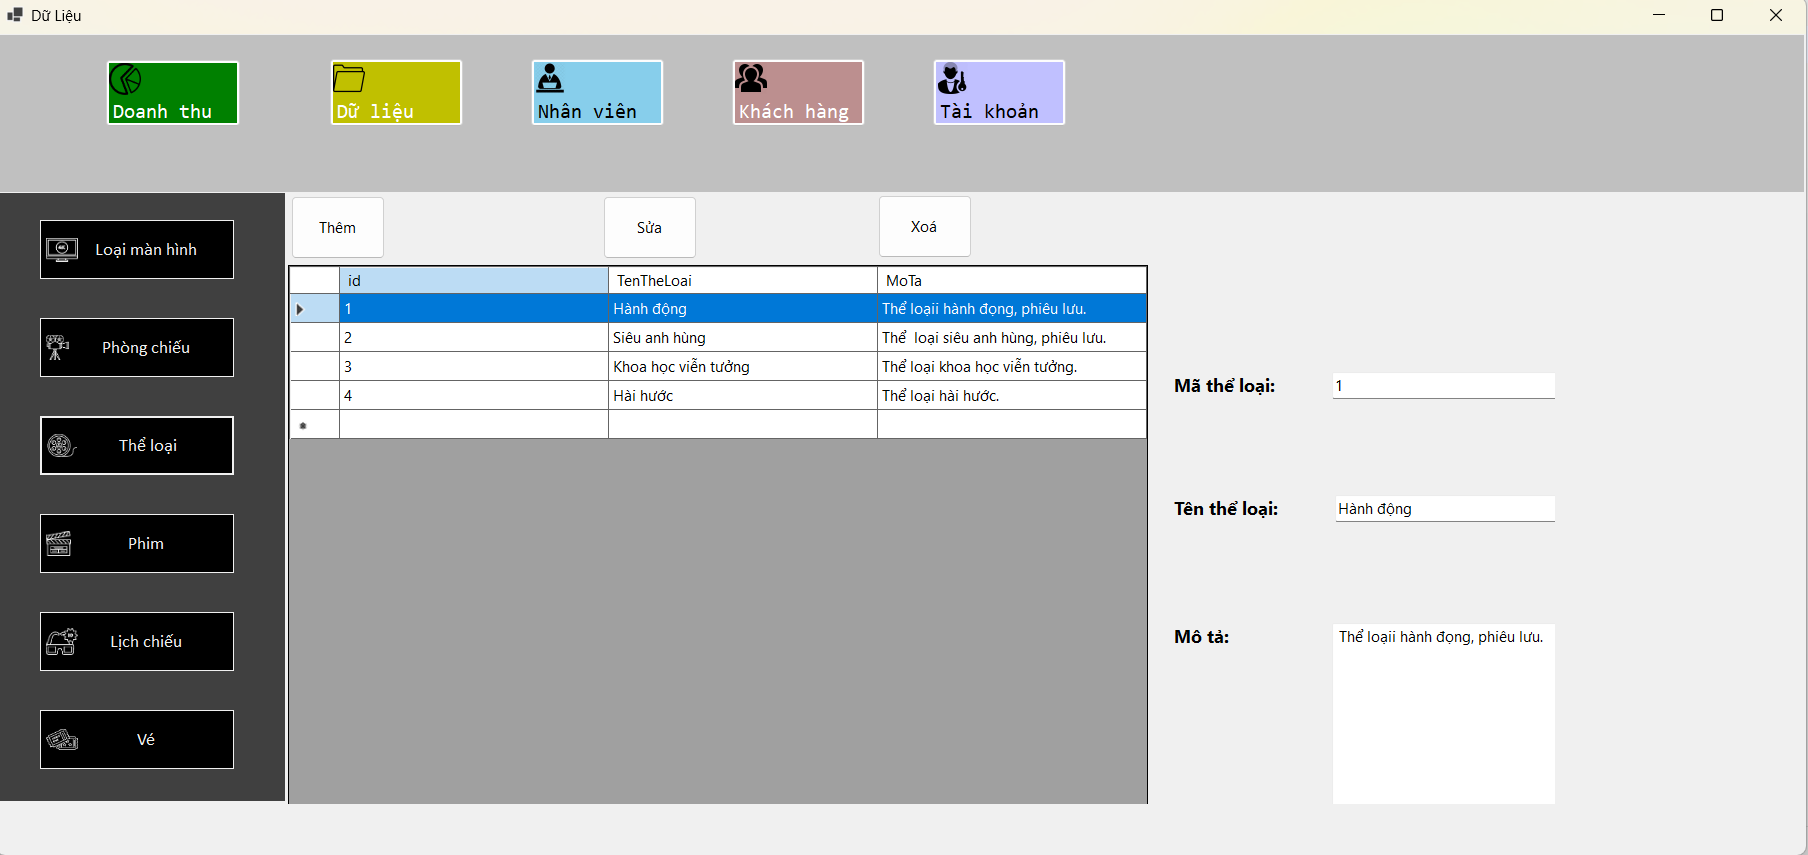 Dữ Liệu
Doanh thu
Dữ liệu
Nhân viên
Khách hàng
Tài khoản
Loại màn hình
Phòng chiếu
Thể loại
Phim
Lịch chiếu
Vé
Thêm
Sửa
Xoá
id TenTheLoai MoTa
1 Hành động Thể loạii hành đọng, phiêu lưu.
2 Siêu anh hùng Thể  loại siêu anh hùng, phiêu lưu.
3 Khoa học viễn tưởng Thể loại khoa học viễn tưởng.
4 Hài hước Thể loại hài hước.
Mã thể loại: 1
Tên thể loại: Hành động
Mô tả: Thể loạii hành đọng, phiêu lưu.